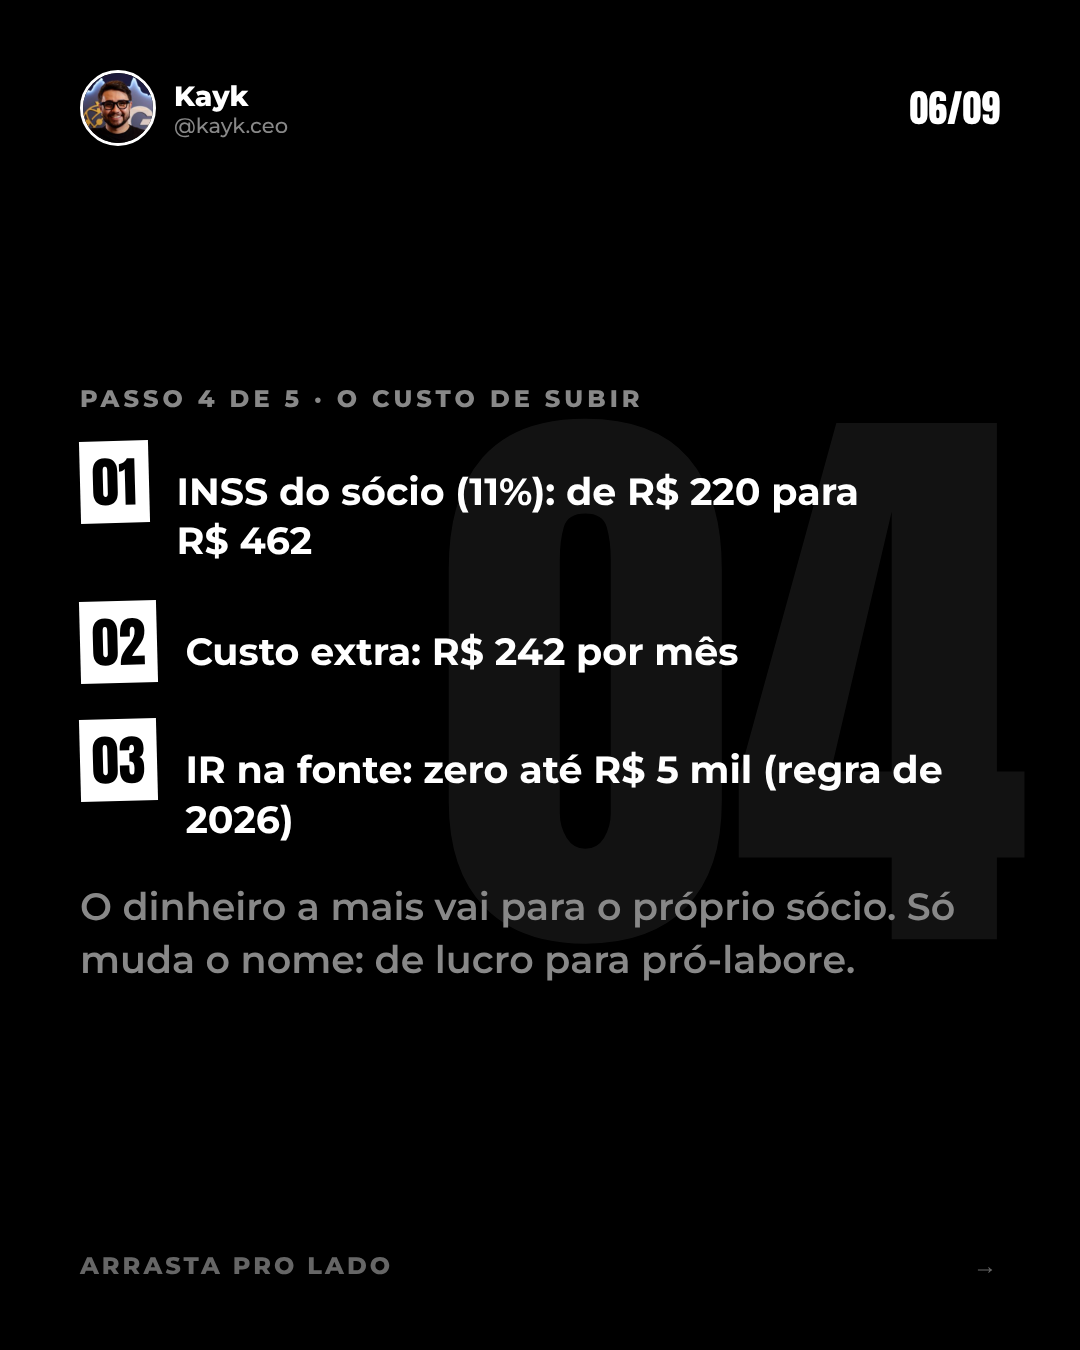 Kayk
@kayk.ceo
06/09
PASSO 4 DE 5 · O CUSTO DE SUBIR
04
01
INSS do sócio (11%): de R$ 220 para
R$ 462
02
Custo extra: R$ 242 por mês
03
IR na fonte: zero até R$ 5 mil (regra de
2026)
O dinheiro a mais vai para o próprio sócio. Só
muda o nome: de lucro para pró-labore.
ARRASTA PRO LADO
→